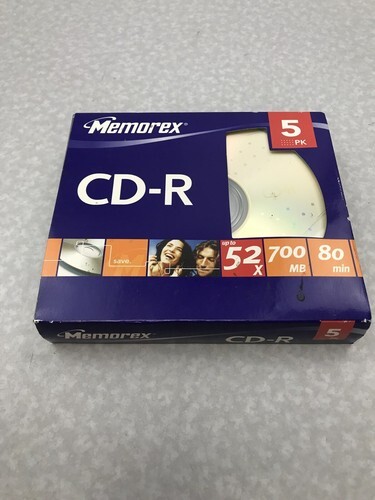 Memorex
5
PK
CD-R
save.
up to
52
X
700
MB
80
min
Memorex
CD-R
5